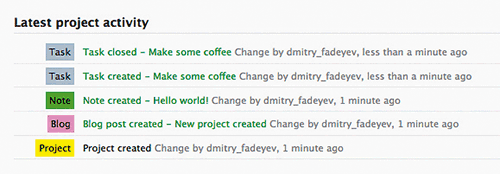 Latest project activity
Task Task closed – Make some coffee Change by dmitry_fadeyev, less than a minute ago
Task Task created – Make some coffee Change by dmitry_fadeyev, less than a minute ago
Note Note created – Hello world! Change by dmitry_fadeyev, 1 minute ago
Blog Blog post created – New project created Change by dmitry_fadeyev, 1 minute ago
Project Project created Change by dmitry_fadeyev, 1 minute ago